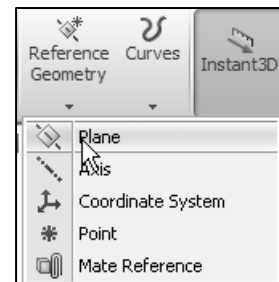 Reference Geometry
Curves
Instant3D
Plane
Axis
Coordinate System
Point
Mate Reference